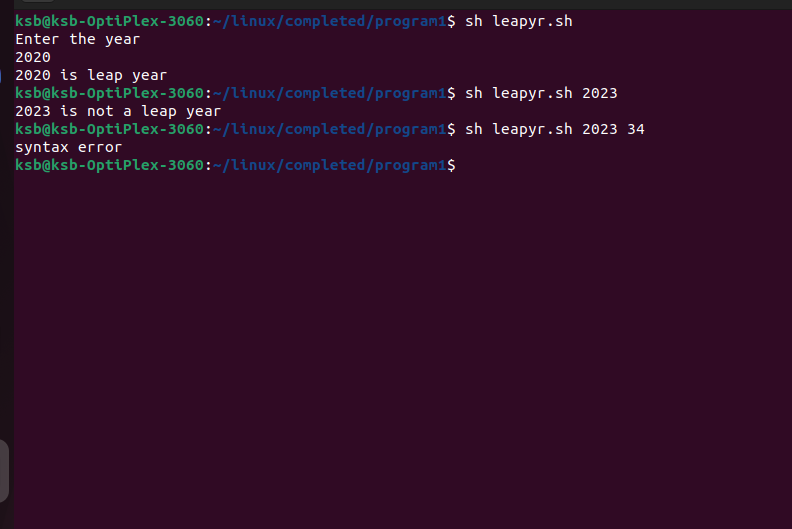 ksb@ksb-OptiPlex-3060:~/linux/completed/program1$ sh leapyr.sh
Enter the year
2020
2020 is leap year
ksb@ksb-OptiPlex-3060:~/linux/completed/program1$ sh leapyr.sh 2023
2023 is not a leap year
ksb@ksb-OptiPlex-3060:~/linux/completed/program1$ sh leapyr.sh 2023 34
syntax error
ksb@ksb-OptiPlex-3060:~/linux/completed/program1$